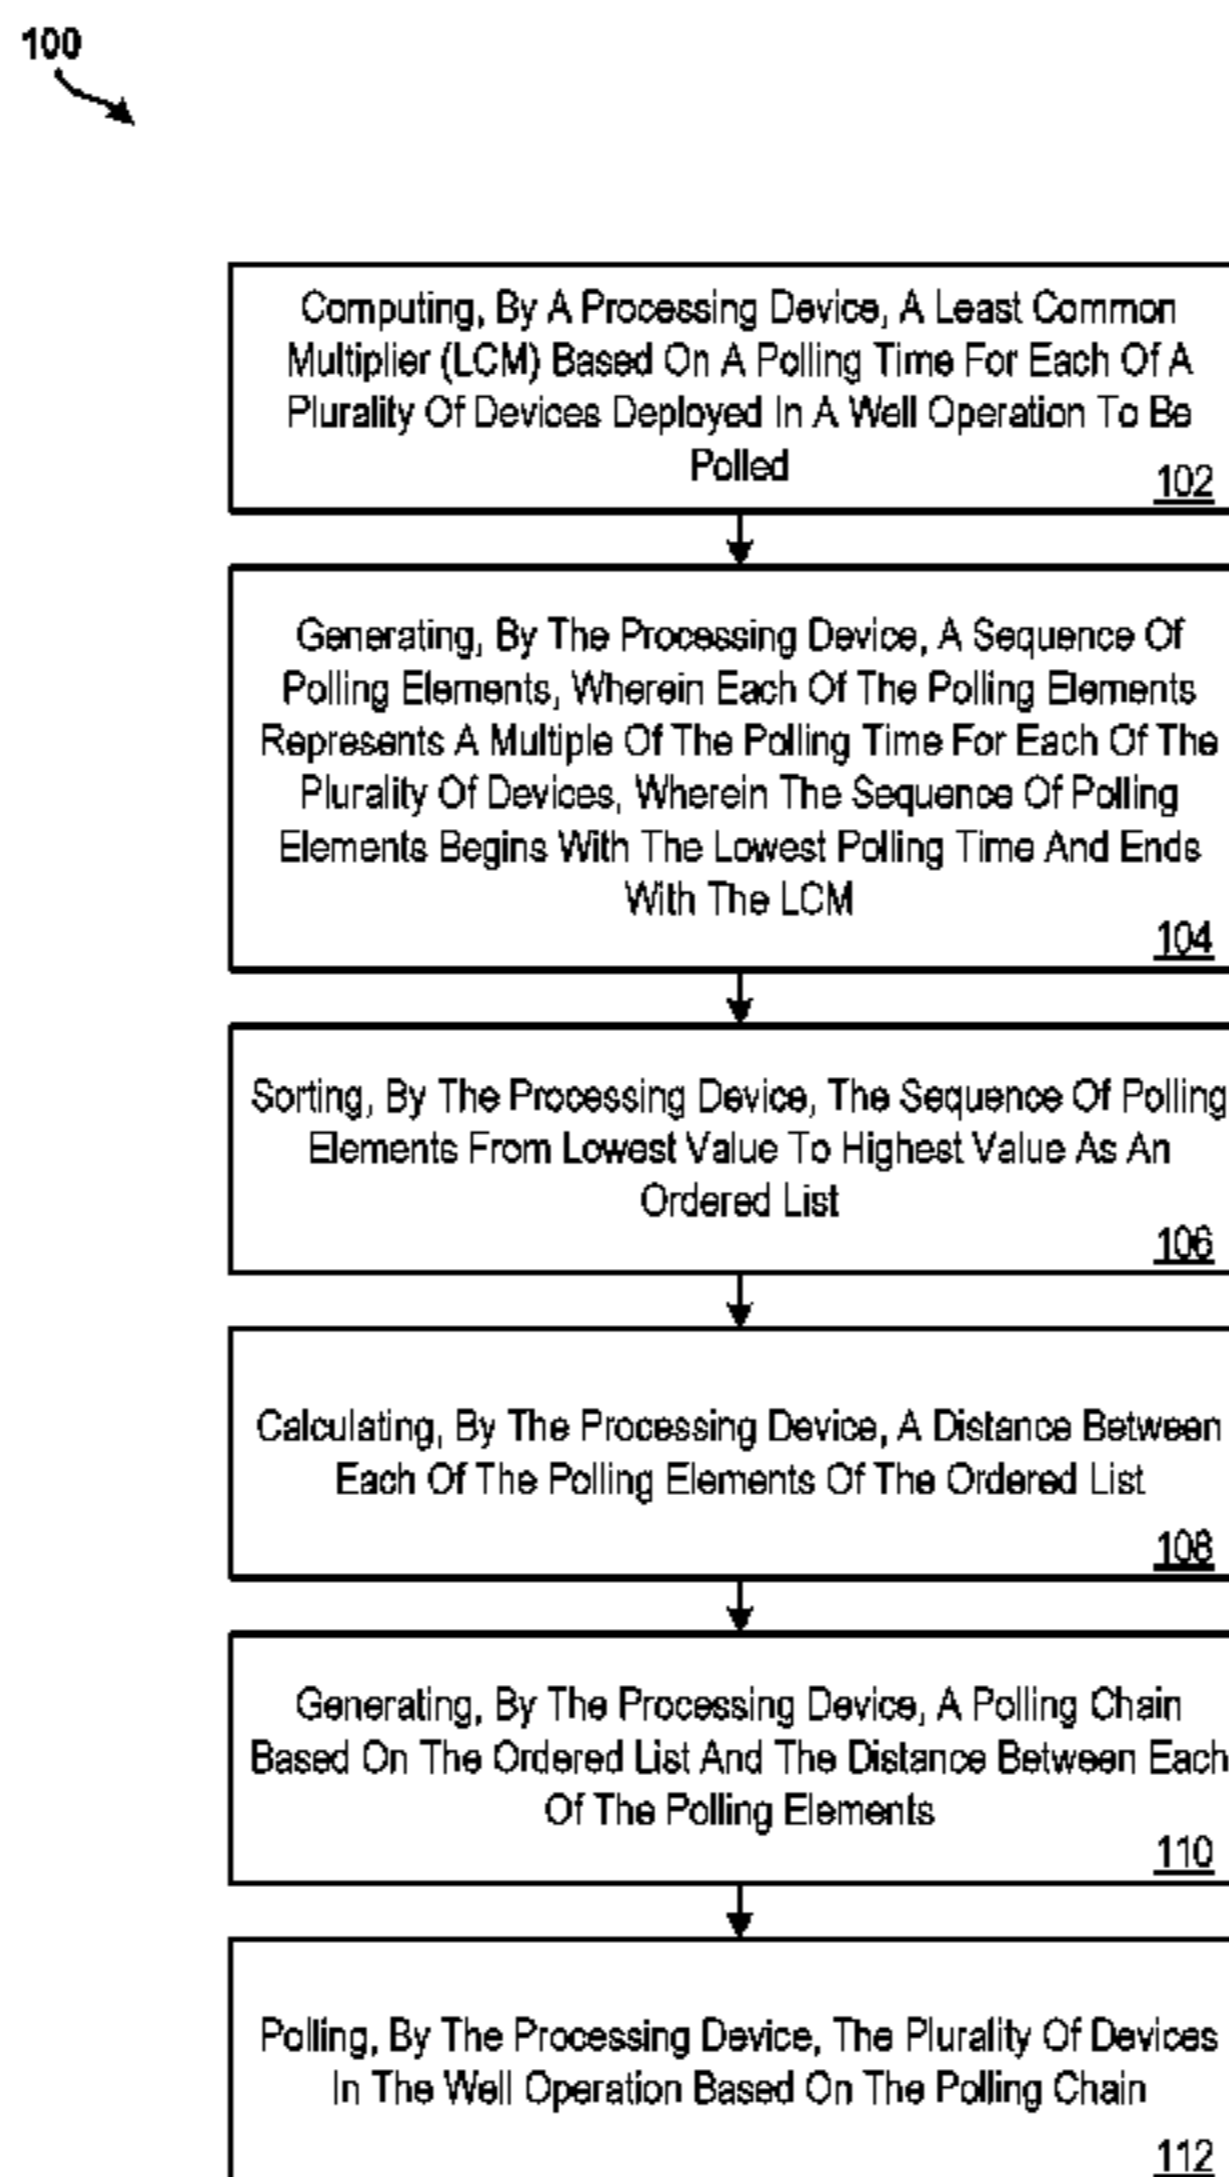 100
Computing, By A Processing Device, A Least Common
Multiplier (LCM) Based On A Polling Time For Each Of A
Plurality Of Devices Deployed In A Well Operation To Be
Polled
102
Generating, By The Processing Device, A Sequence Of
Polling Elements, Wherein Each Of The Polling Elements
Represents A Multiple Of The Polling Time For Each Of The
Plurality Of Devices, Wherein The Sequence Of Polling
Elements Begins With The Lowest Polling Time And Ends
With The LCM
104
Sorting, By The Processing Device, The Sequence Of Polling
Elements From Lowest Value To Highest Value As An
Ordered List
106
Calculating, By The Processing Device, A Distance Between
Each Of The Polling Elements Of The Ordered List
108
Generating, By The Processing Device, A Polling Chain
Based On The Ordered List And The Distance Between Each
Of The Polling Elements
110
Polling, By The Processing Device, The Plurality Of Devices
In The Well Operation Based On The Polling Chain
112